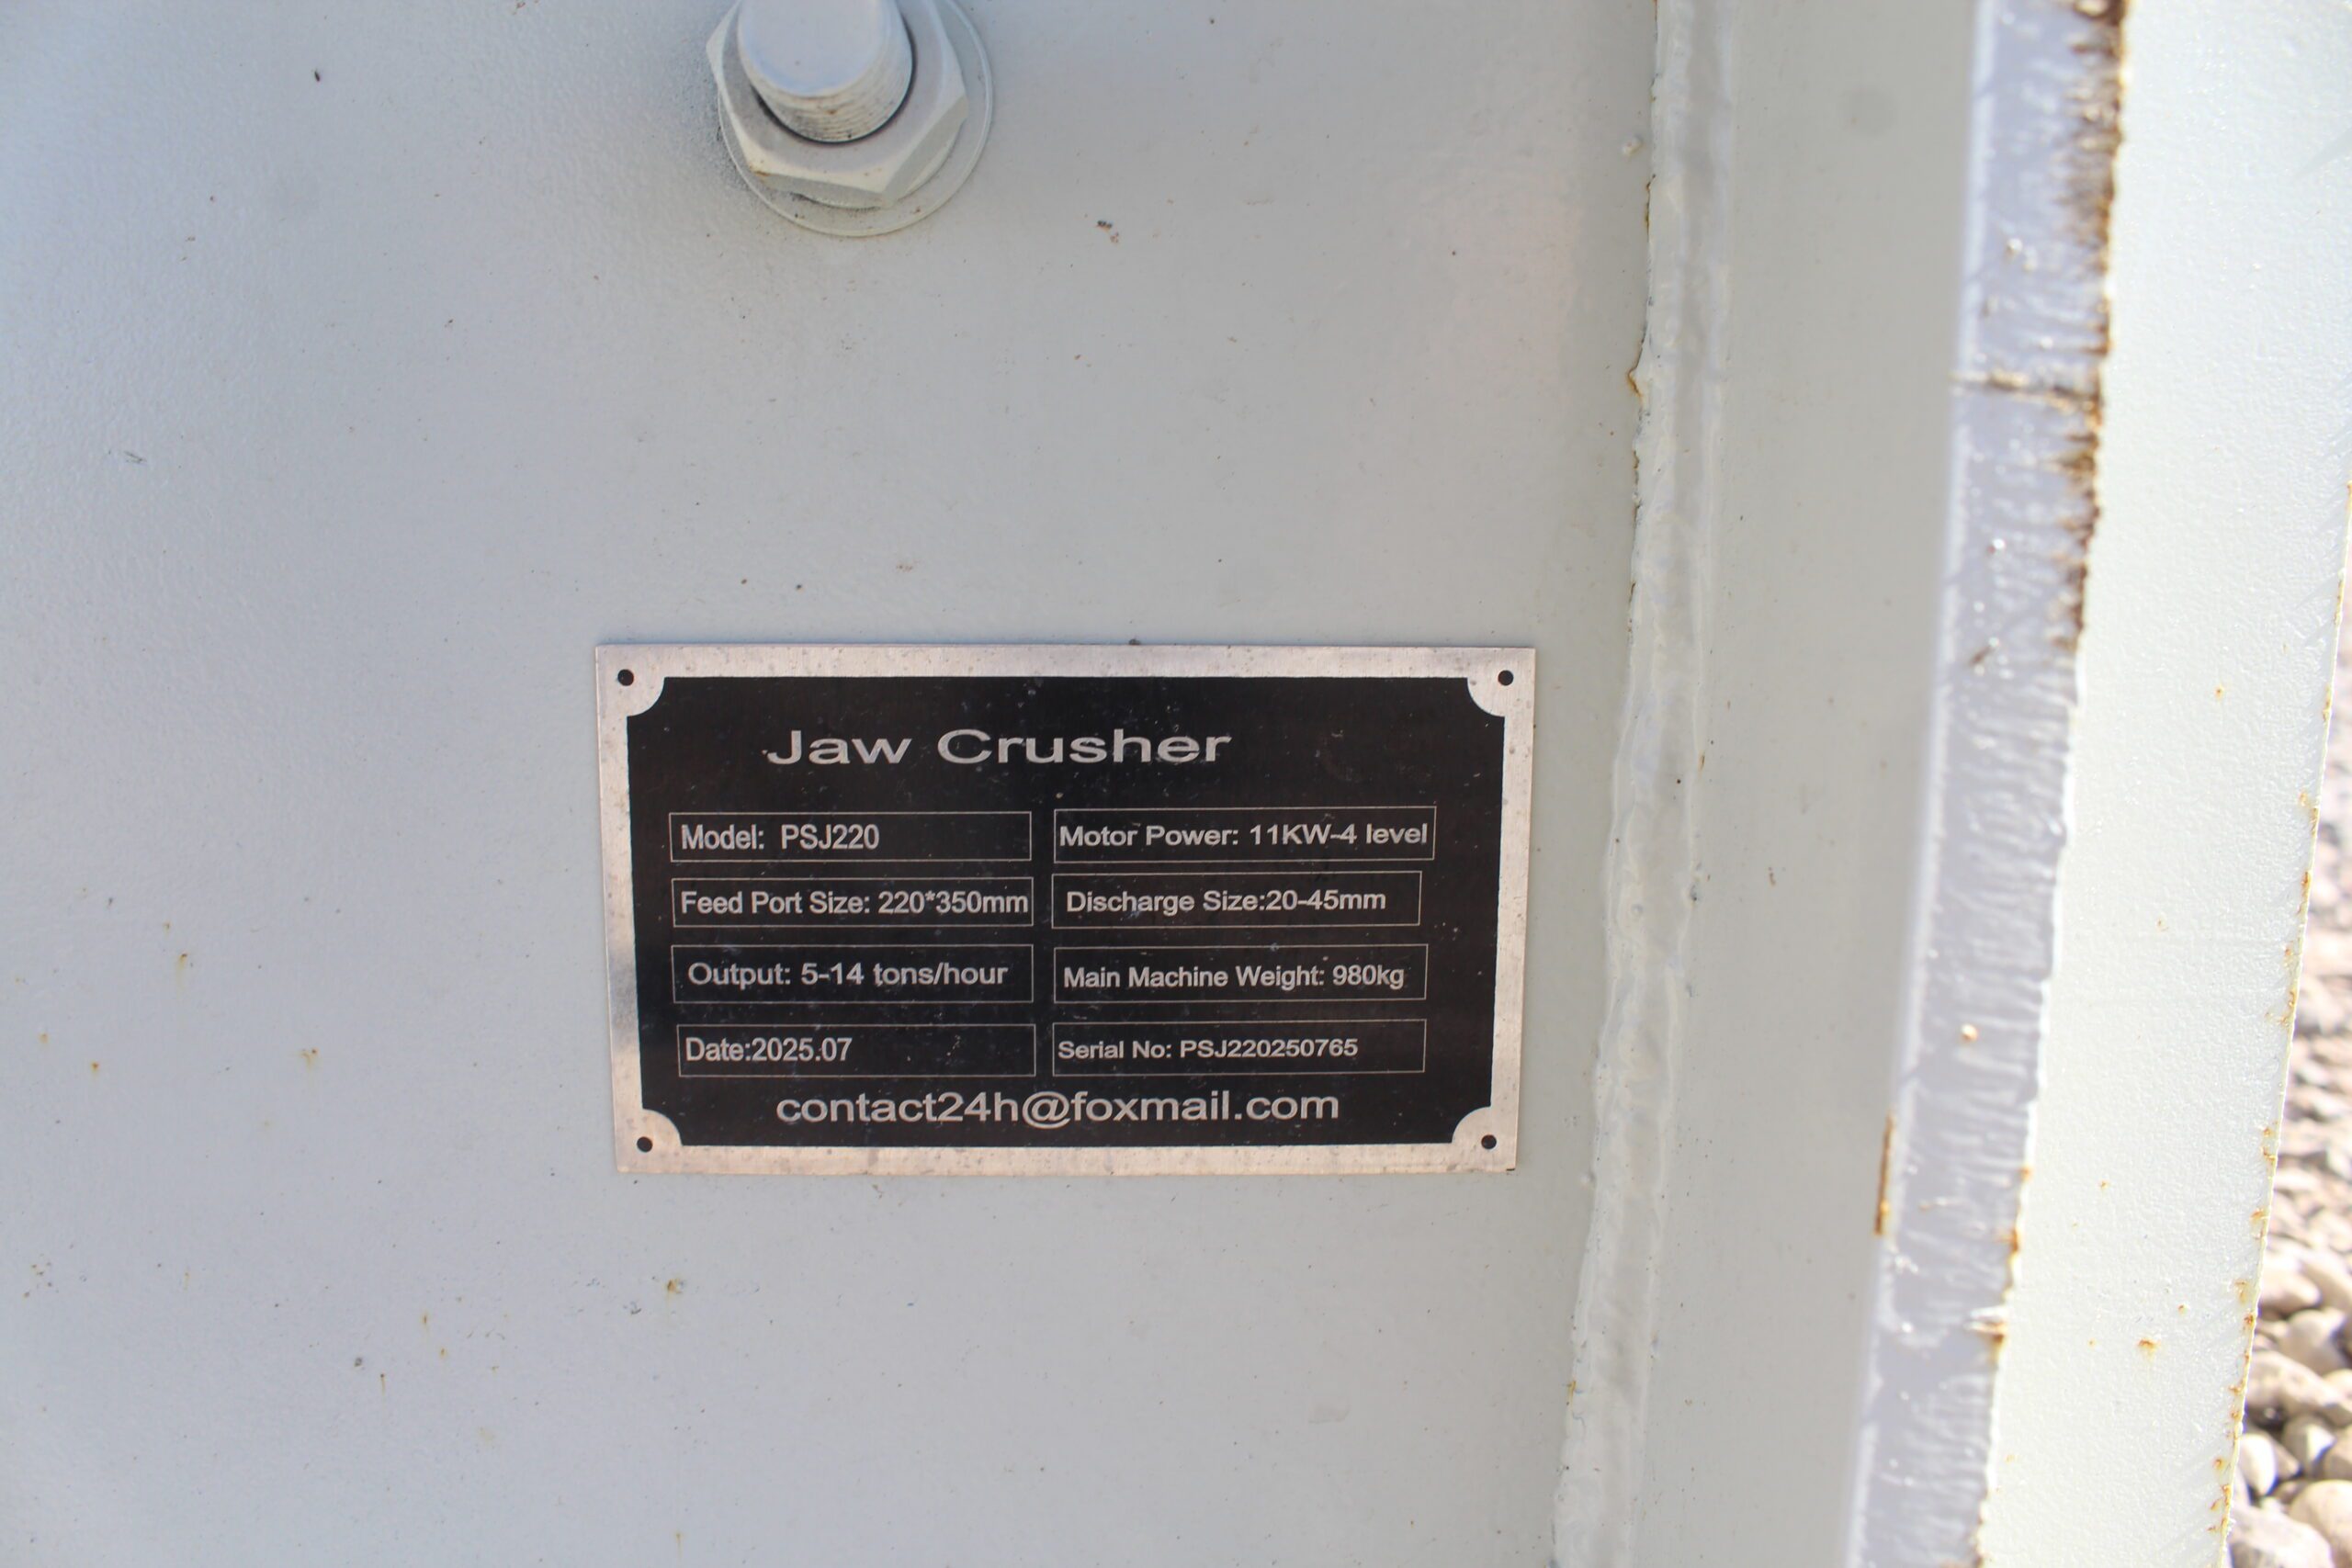 Jaw Crusher
Model: PSJ220
Motor Power: 11KW-4 level
Feed Port Size: 220*350mm
Discharge Size:20-45mm
Output: 5-14 tons/hour
Main Machine Weight: 980kg
Date:2025.07
Serial No: PSJ220250765
contact24h@foxmail.com